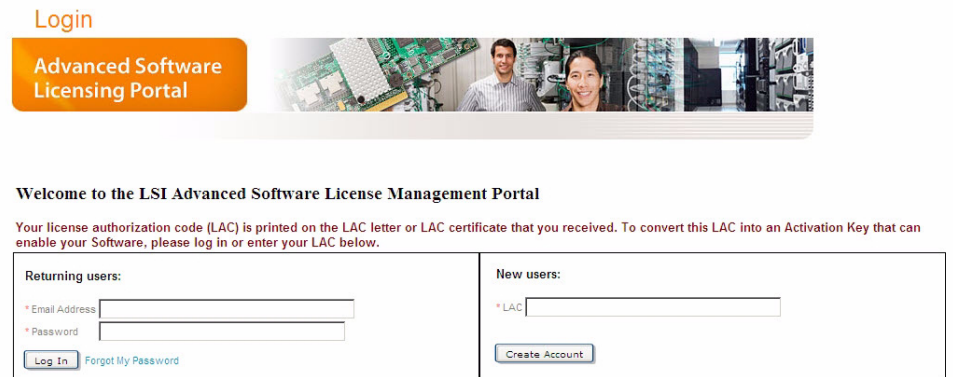 Login
Advanced Software
Licensing Portal
Welcome to the LSI Advanced Software License Management Portal
Your license authorization code (LAC) is printed on the LAC letter or LAC certificate that you received. To convert this LAC into an Activation Key that can
enable your Software, please log in or enter your LAC below.
Returning users:
* Email Address
* Password
Log In Forgot My Password
New users:
* LAC
Create Account